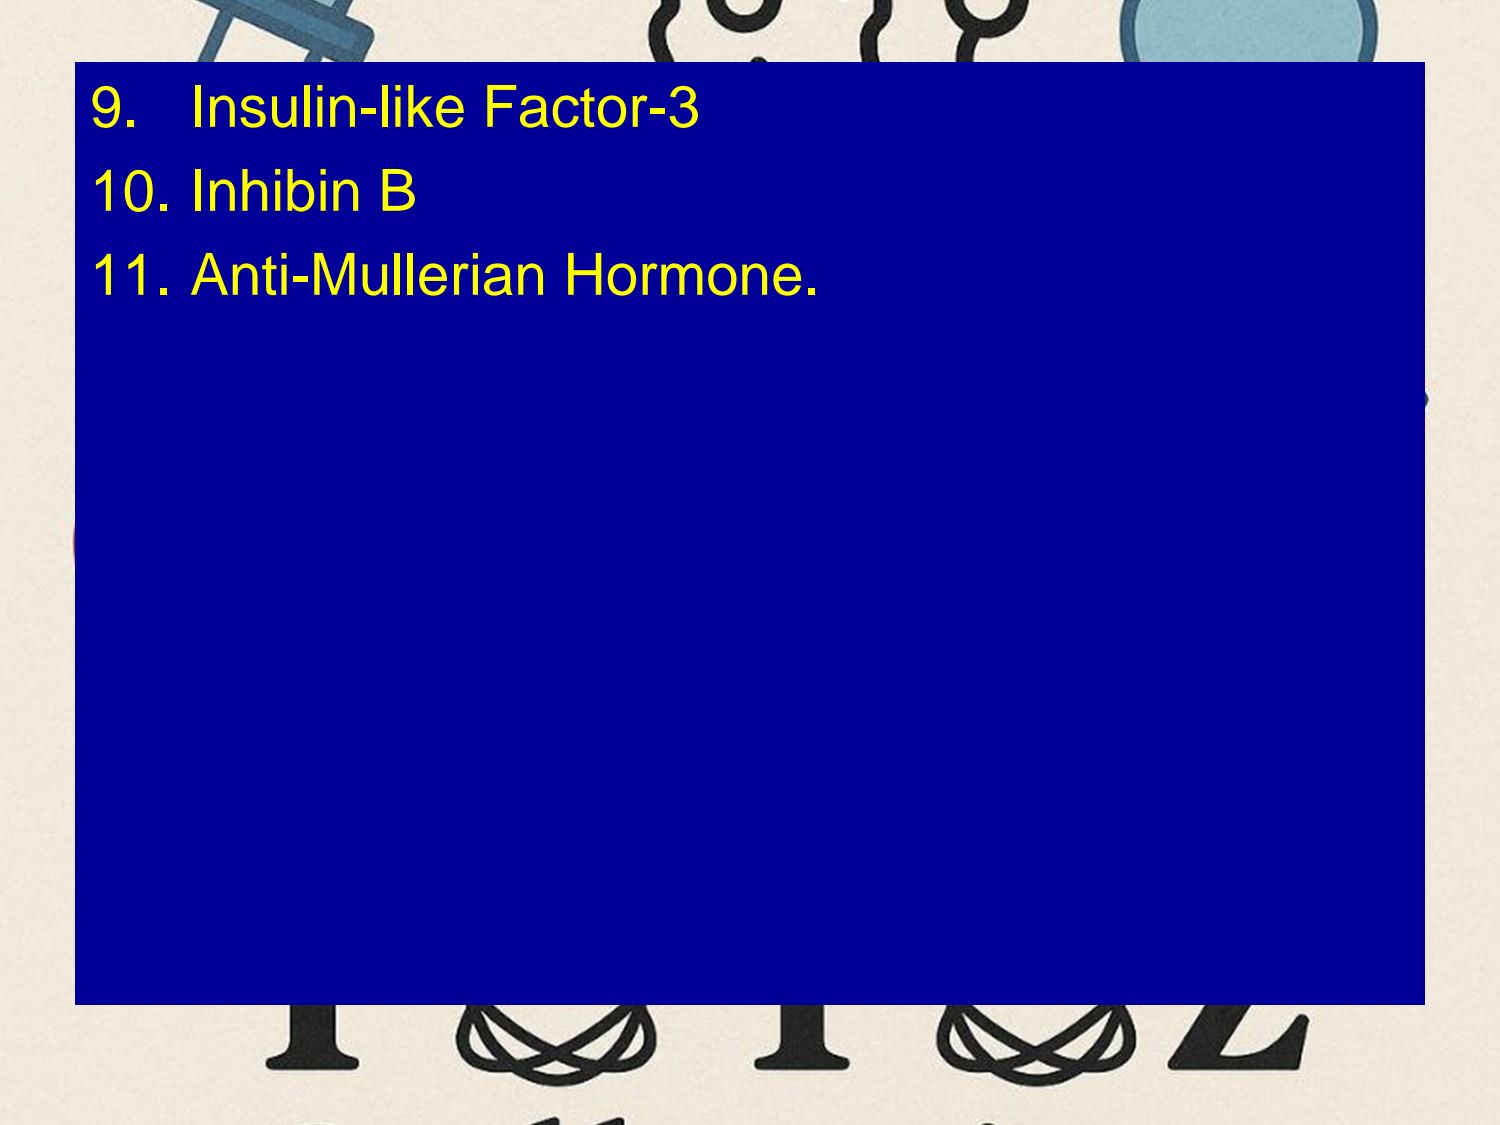 9. Insulin-like Factor-3
10. Inhibin B
11. Anti-Mullerian Hormone.